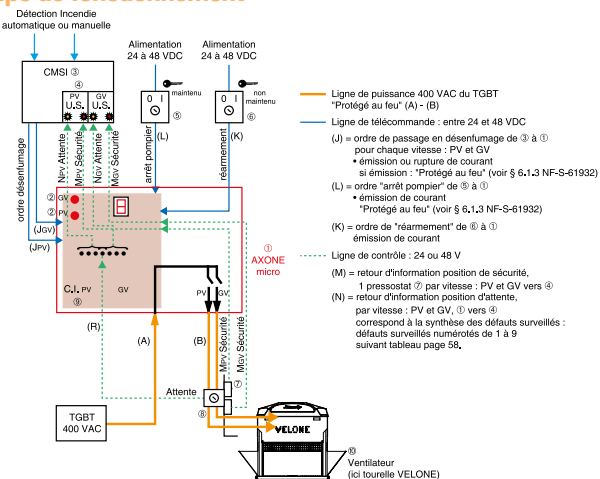 Détection Incendie
automatique ou manuelle
Alimentation
24 à 48 VDC
Alimentation
24 à 48 VDC
CMSI ③
④
PV
U.S.
GV
U.S.
0 I
maintenu
⑤
0 I
non
maintenu
⑥
(L)
(K)
ordre désenfumage
NPV Attente
MPV Sécurité
NGV Attente
MGV Sécurité
arrêt pompier
réarmement
② GV
② PV
(JGV)
(JPV)
①
AXONE
micro
C.I. PV
GV
⑨
PV
GV
(R)
(A)
(B)
MPV Sécurité
MGV Sécurité
Attente
⑦
⑧
TGBT
400 VAC
VELONE
⑩
Ventilateur
(ici tourelle VELONE)
Ligne de puissance 400 VAC du TGBT
"Protégé au feu" (A) - (B)
Ligne de télécommande : entre 24 et 48 VDC
(J) = ordre de passage en désenfumage de ③ à ①
pour chaque vitesse : PV et GV
• émission ou rupture de courant
si émission : "Protégé au feu" (voir § 6.1.3 NF-S-61932)
(L) = ordre "arrêt pompier" de ⑤ à ①
• émission de courant
"Protégé au feu" (voir § 6.1.3 NF-S-61932)
(K) = ordre de "réarmement" de ⑥ à ①
émission de courant
Ligne de contrôle : 24 ou 48 V
(M) = retour d'information position de sécurité,
1 pressostat ⑦ par vitesse : PV et GV vers ④
(N) = retour d'information position d'attente,
par vitesse : PV et GV, ① vers ④
correspond à la synthèse des défauts surveillés :
défauts surveillés numérotés de 1 à 9
suivant tableau page 58.